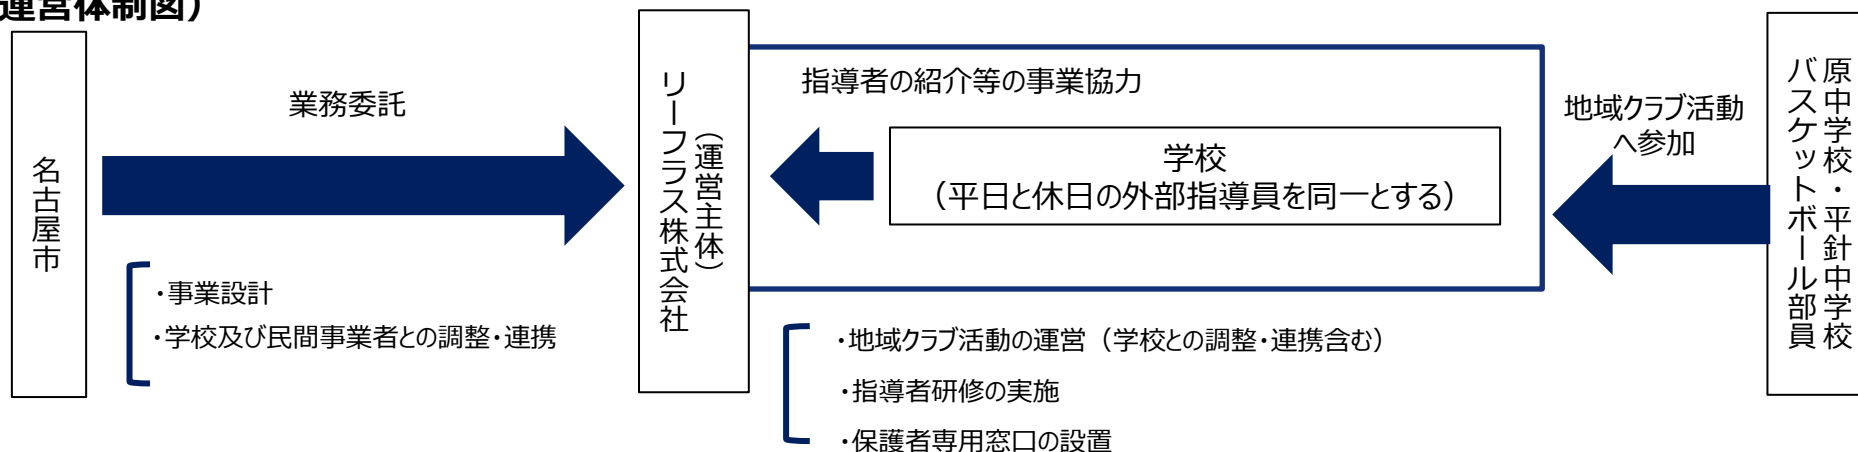 運営体制図）
名古屋市
業務委託
・事業設計
・学校及び民間事業者との調整・連携
（運営主体）
リーフラス株式会社
指導者の紹介等の事業協力
学校
（平日と休日の外部指導員を同一とする）
・地域クラブ活動の運営（学校との調整・連携含む）
・指導者研修の実施
・保護者専用窓口の設置
地域クラブ活動
へ参加
原中学校・平針中学校
バスケットボール部員